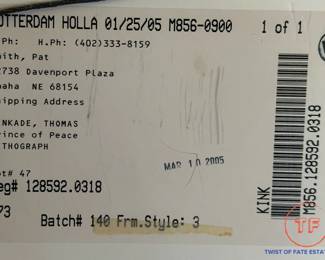 OTTERDAM HOLLA 01/25/05 M856-0900 1 of 1
Ph: H.Ph: (402)333-8159
ith, Pat
2738 Davenport Plaza
aha NE 68154
ipping Address
NKADE, THOMAS
ince of Peace
THOGRAPH
MAR 10 2005
t# 47
eg# 128592.0318
73
Batch# 140 Frm.Style: 3
KINK
M856.128592.0318
TF
TWIST OF FATE ESTATE